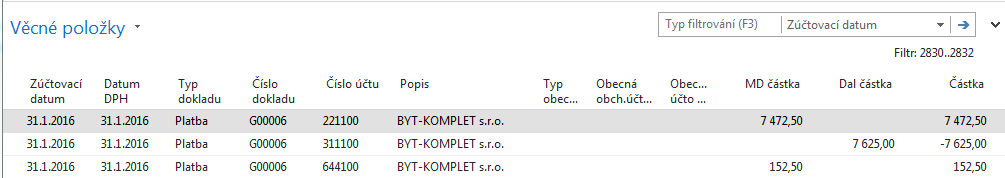 Věcné položky
Typ filtrování (F3) Zúčtovací datum
Filtr: 2830..2832
Zúčtovací datum Datum DPH Typ dokladu Číslo dokladu Číslo účtu Popis Typ obec... Obecná obch.účt... Obec... účto ... MD částka Dal částka Částka
31.1.2016 31.1.2016 Platba G00006 221100 BYT-KOMPLET s.r.o. 7 472,50 7 472,50
31.1.2016 31.1.2016 Platba G00006 311100 BYT-KOMPLET s.r.o. 7 625,00 -7 625,00
31.1.2016 31.1.2016 Platba G00006 644100 BYT-KOMPLET s.r.o. 152,50 152,50